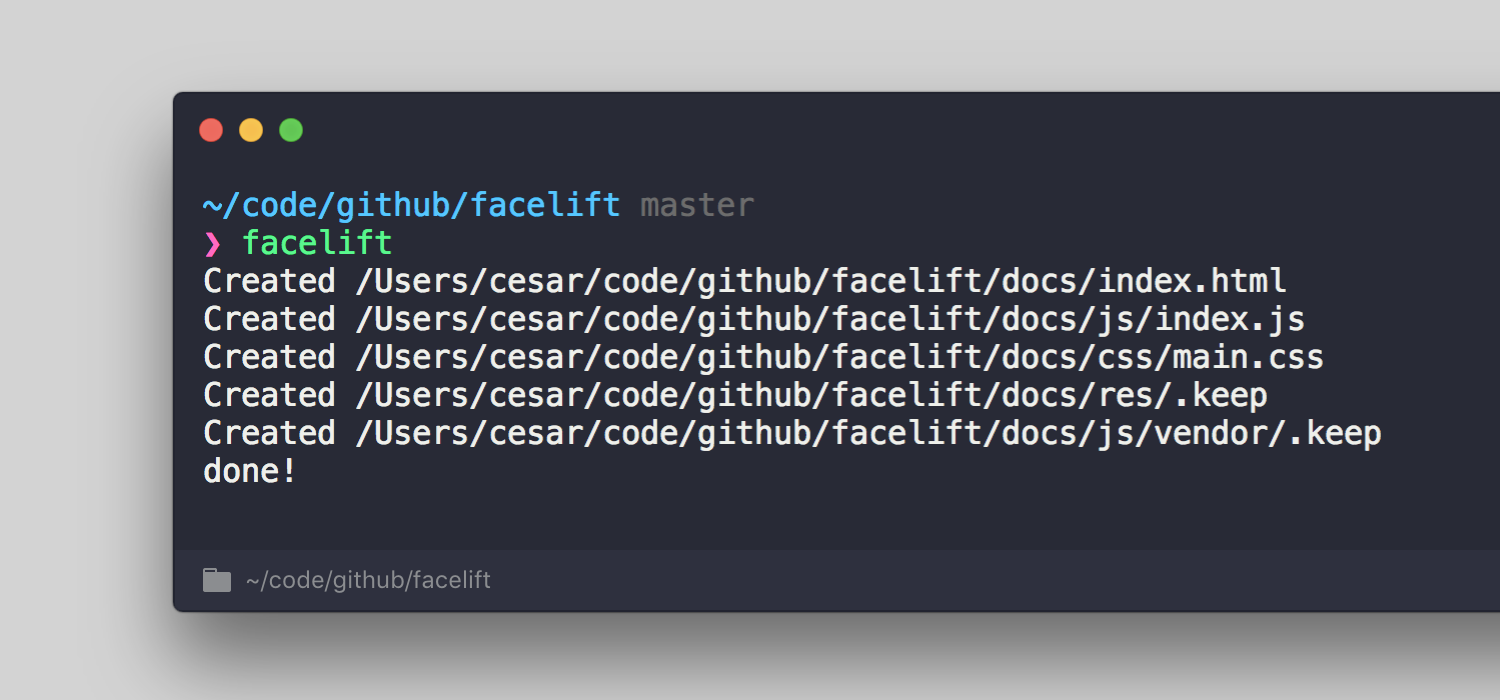 ~/code/github/facelift master
❯ facelift
Created /Users/cesar/code/github/facelift/docs/index.html
Created /Users/cesar/code/github/facelift/docs/js/index.js
Created /Users/cesar/code/github/facelift/docs/css/main.css
Created /Users/cesar/code/github/facelift/docs/res/.keep
Created /Users/cesar/code/github/facelift/docs/js/vendor/.keep
done!
~/code/github/facelift